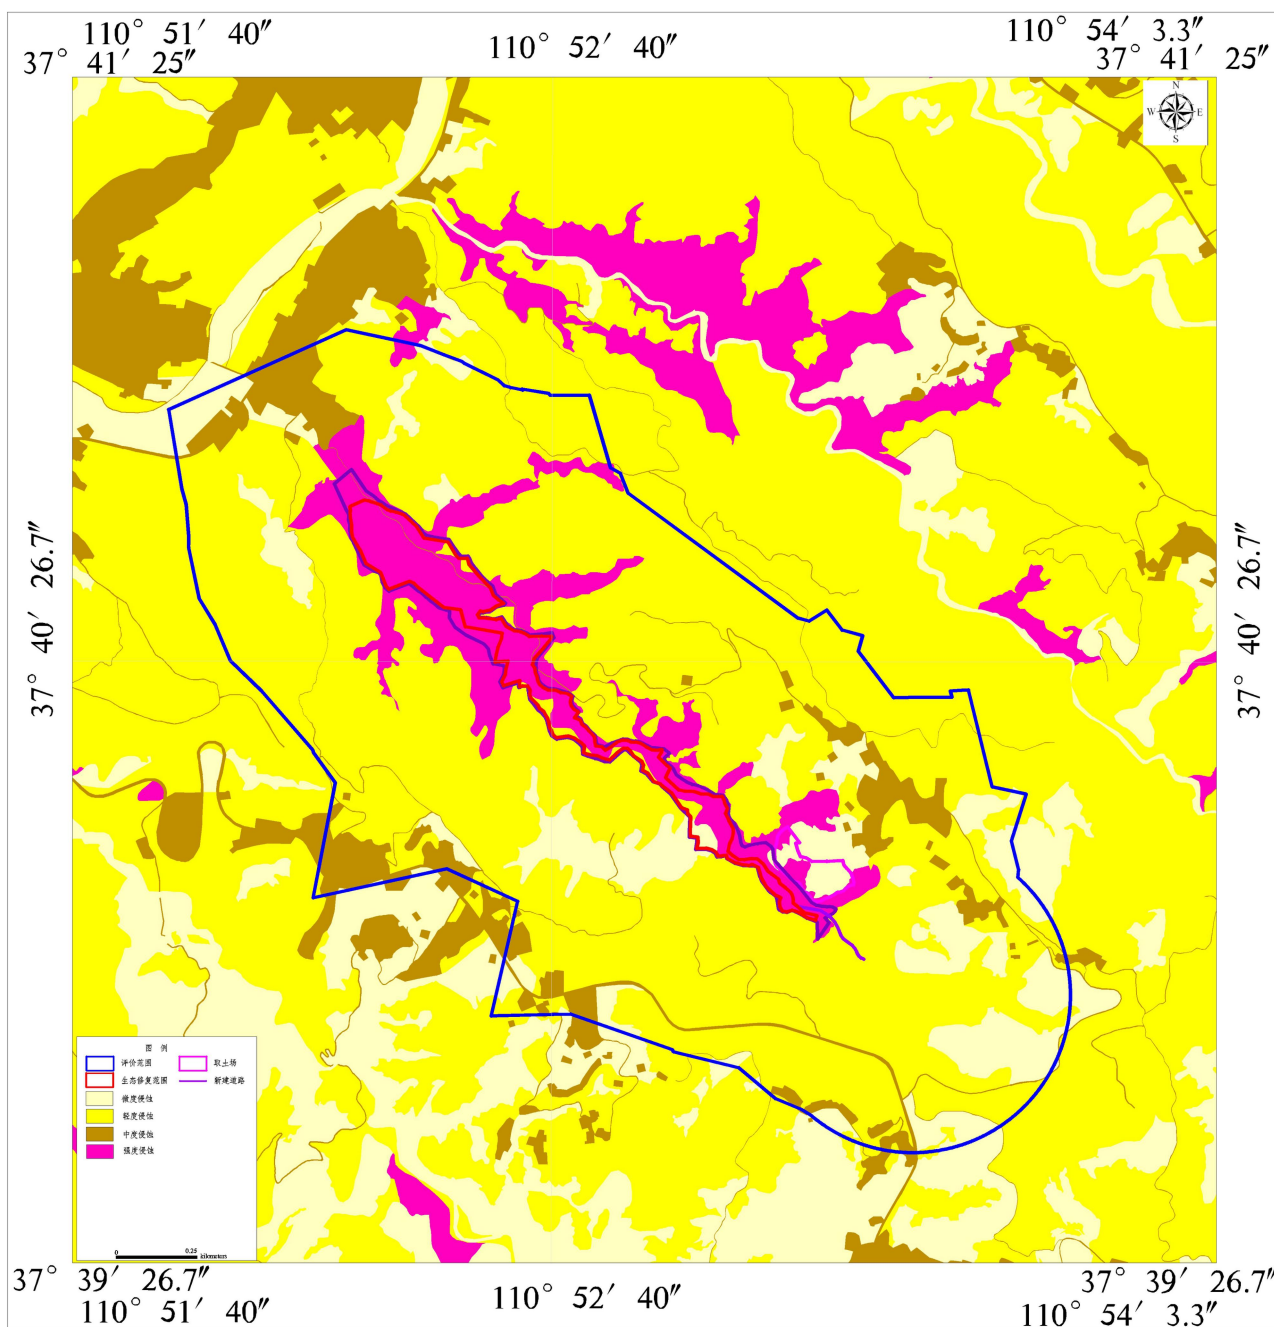 110° 51′ 40″
110° 54′ 3.3″
110° 52′ 40″
37° 41′ 25″
37° 41′ 25″
N
W E
S
37° 40′ 26.7″
37° 40′ 26.7″
图 例
评价范围 取土场
生态修复范围 新建道路
微度侵蚀
轻度侵蚀
中度侵蚀
强度侵蚀
0 0.25 kilometers
37° 39′ 26.7″
37° 39′ 26.7″
110° 52′ 40″
110° 51′ 40″
110° 54′ 3.3″